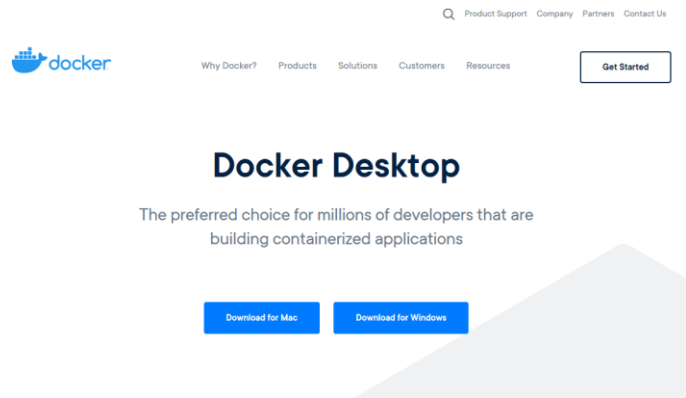 Product Support Company Partners Contact Us
docker
Why Docker? Products Solutions Customers Resources
Get Started
Docker Desktop
The preferred choice for millions of developers that are
building containerized applications
Download for Mac Download for Windows